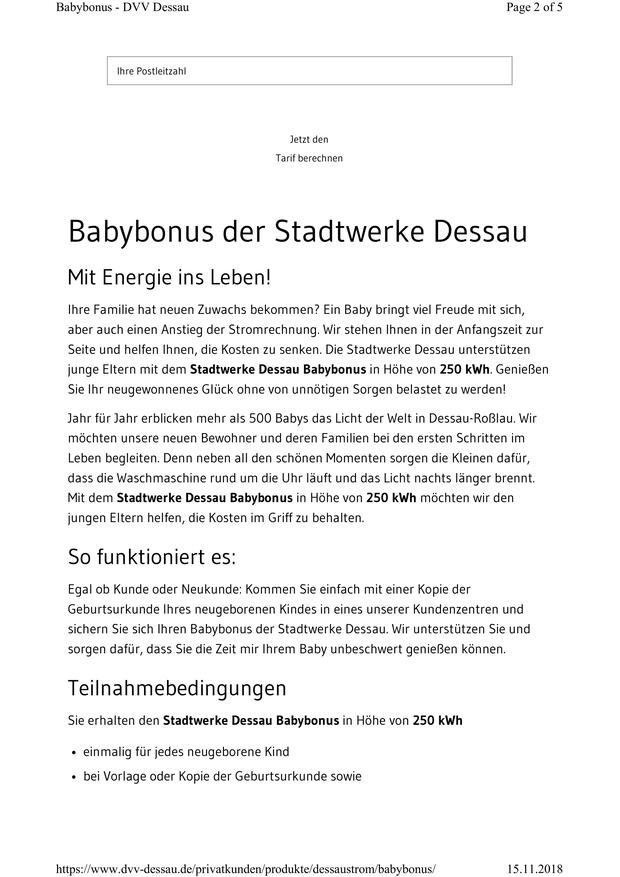 Babybonus - DVV Dessau
Page 2 of 5
Ihre Postleitzahl
Jetzt den
Tarif berechnen
Babybonus der Stadtwerke Dessau
Mit Energie ins Leben!
Ihre Familie hat neuen Zuwachs bekommen? Ein Baby bringt viel Freude mit sich,
aber auch einen Anstieg der Stromrechnung. Wir stehen Ihnen in der Anfangszeit zur
Seite und helfen Ihnen, die Kosten zu senken. Die Stadtwerke Dessau unterstützen
junge Eltern mit dem Stadtwerke Dessau Babybonus in Höhe von 250 kWh. Genießen
Sie Ihr neugewonnenes Glück ohne von unnötigen Sorgen belastet zu werden!
Jahr für Jahr erblicken mehr als 500 Babys das Licht der Welt in Dessau-Roßlau. Wir
möchten unsere neuen Bewohner und deren Familien bei den ersten Schritten im
Leben begleiten. Denn neben all den schönen Momenten sorgen die Kleinen dafür,
dass die Waschmaschine rund um die Uhr läuft und das Licht nachts länger brennt.
Mit dem Stadtwerke Dessau Babybonus in Höhe von 250 kWh möchten wir den
jungen Eltern helfen, die Kosten im Griff zu behalten.
So funktioniert es:
Egal ob Kunde oder Neukunde: Kommen Sie einfach mit einer Kopie der
Geburtsurkunde Ihres neugeborenen Kindes in eines unserer Kundenzentren und
sichern Sie sich Ihren Babybonus der Stadtwerke Dessau. Wir unterstützen Sie und
sorgen dafür, dass Sie die Zeit mir Ihrem Baby unbeschwert genießen können.
Teilnahmebedingungen
Sie erhalten den Stadtwerke Dessau Babybonus in Höhe von 250 kWh
• einmalig für jedes neugeborene Kind
• bei Vorlage oder Kopie der Geburtsurkunde sowie
https://www.dvv-dessau.de/privatkunden/produkte/dessaustrom/babybonus/
15.11.2018